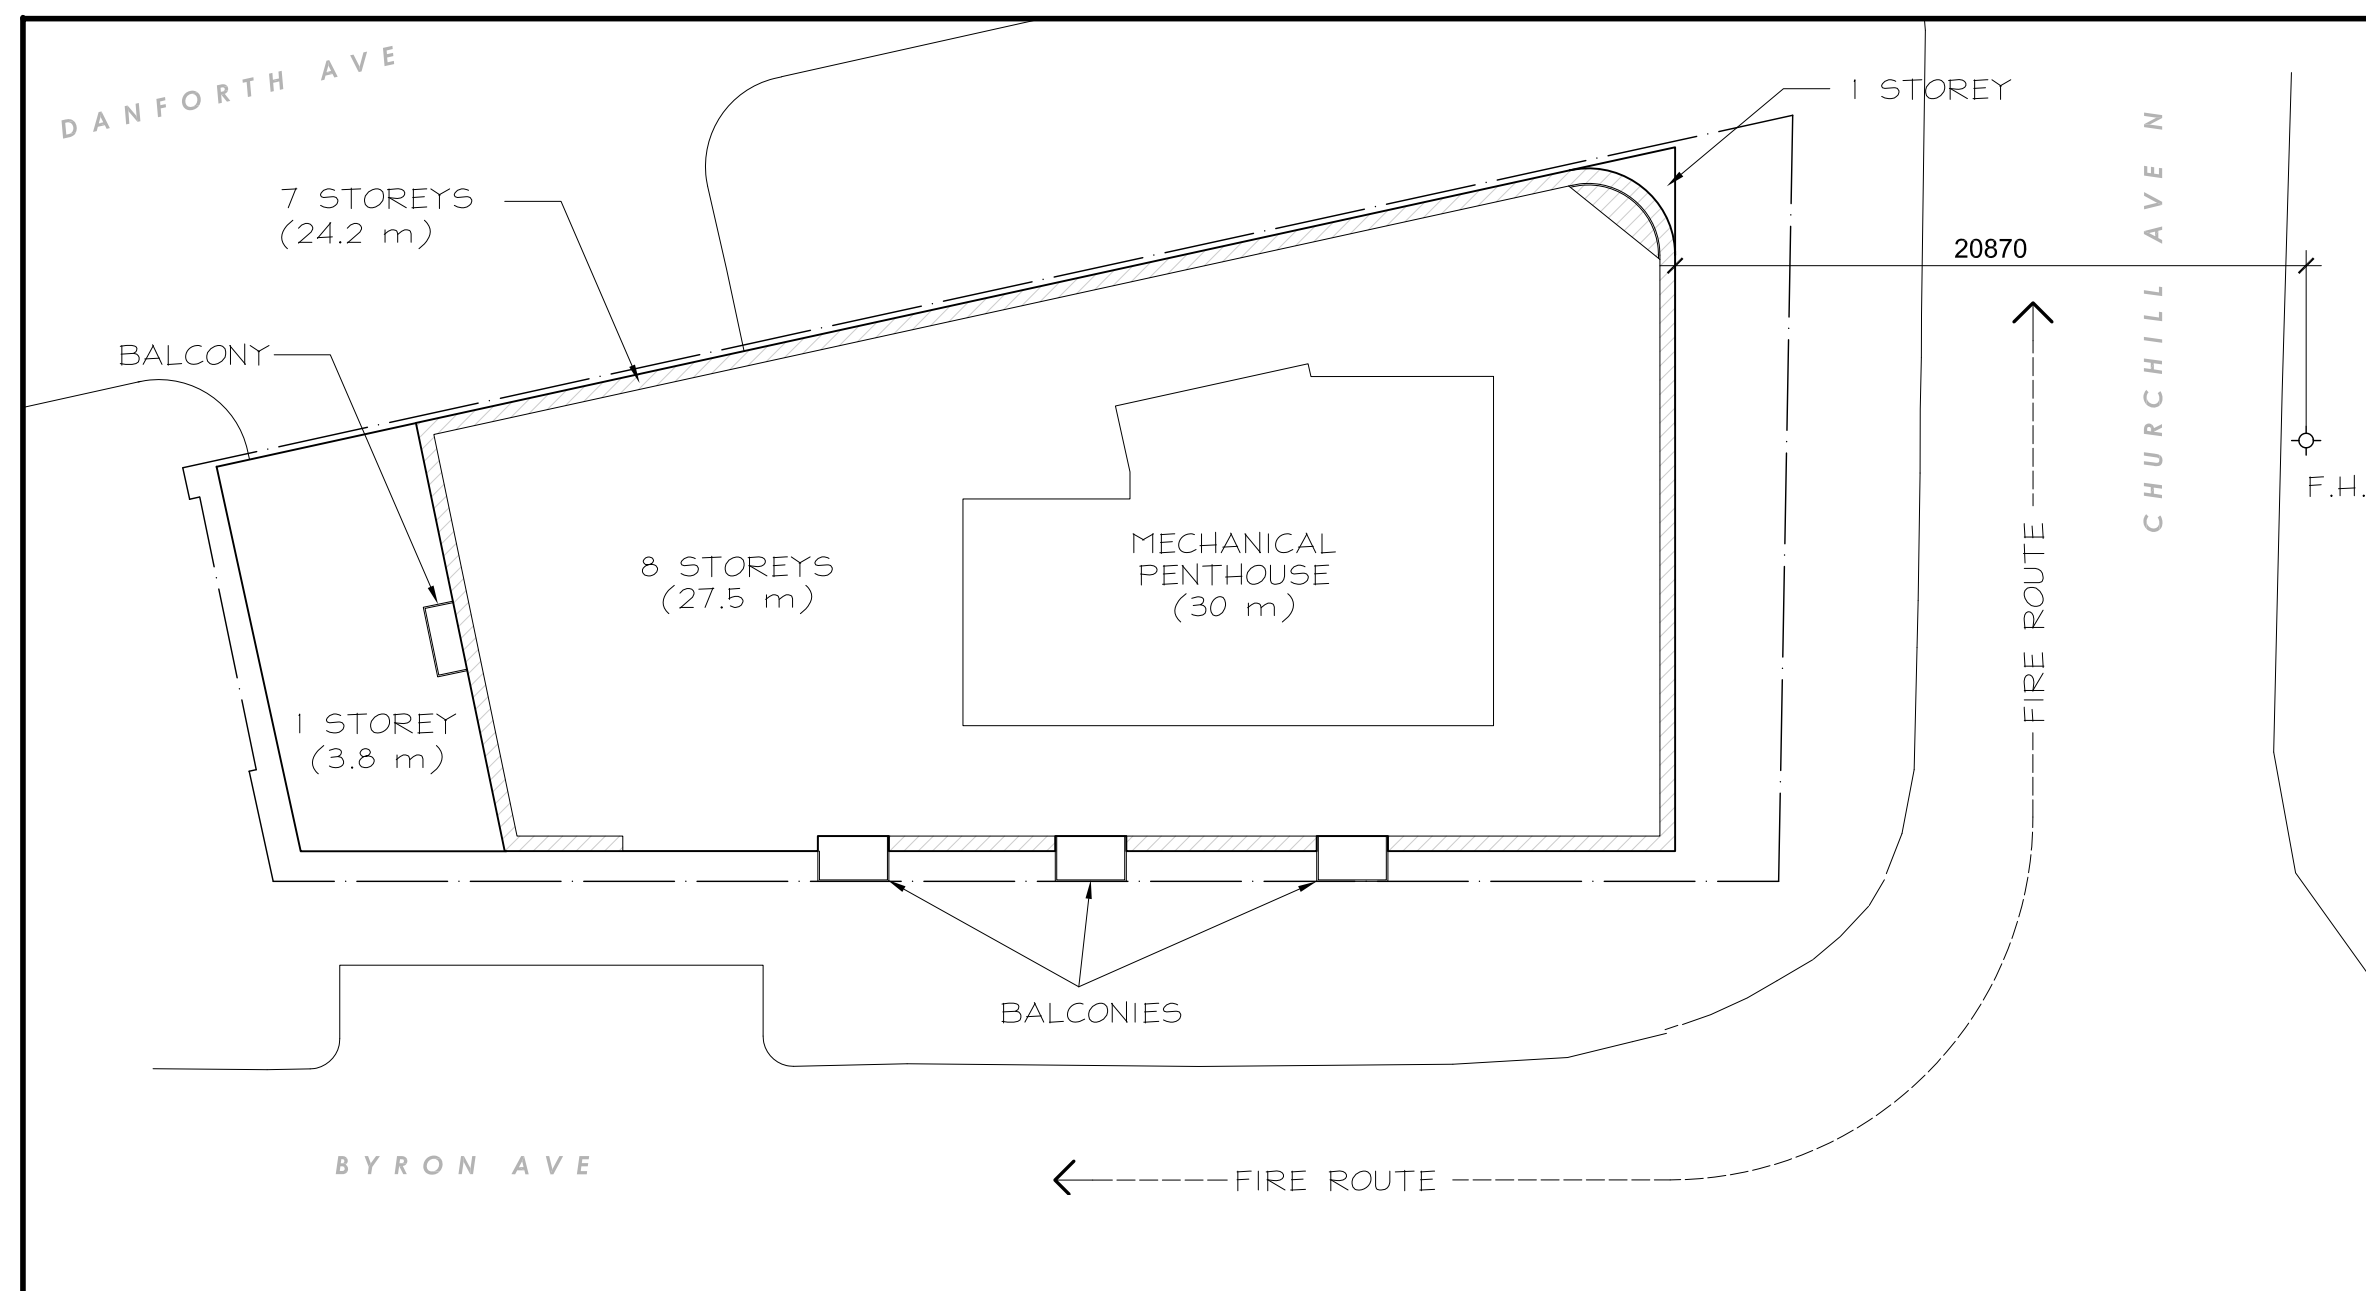 DANFORTH AVE
1 STOREY
7 STOREYS
(24.2 m)
CHURCHILL AVE N
20870
BALCONY
F.H.
8 STOREYS
(27.5 m)
MECHANICAL
PENTHOUSE
(30 m)
FIRE ROUTE
1 STOREY
(3.8 m)
BALCONIES
BYRON AVE
FIRE ROUTE